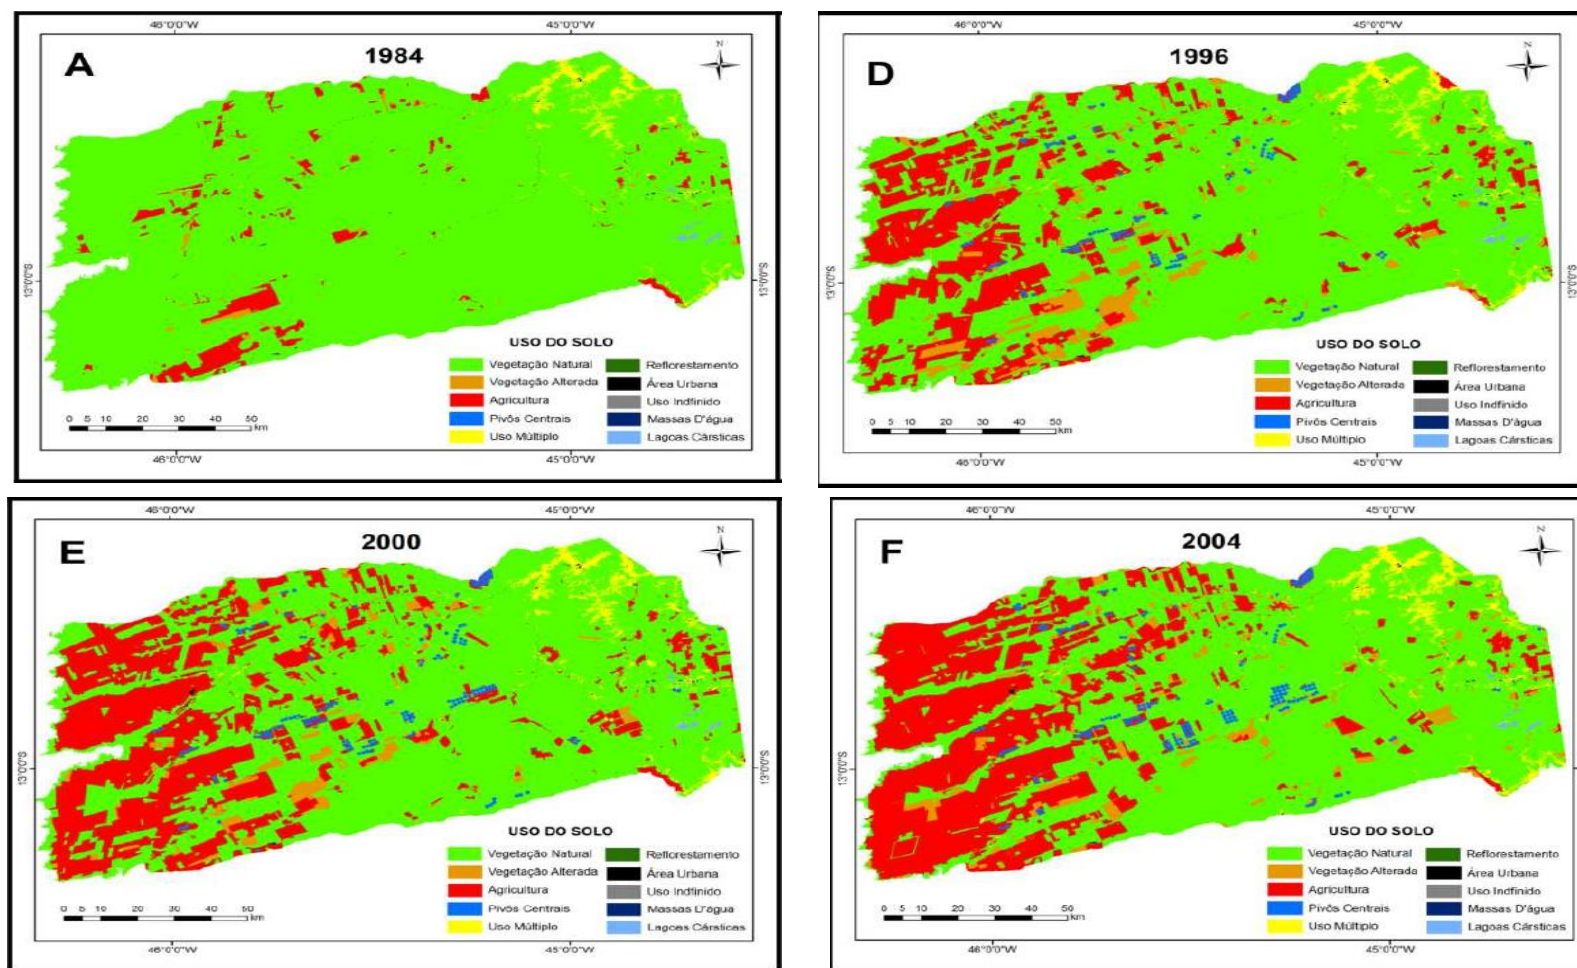 46°0'0"W 45°0'0"W
A 1984
N
13°0'0"S 13°0'0"S
USO DO SOLO
Vegetação Natural Reflorestamento
Vegetação Alterada Área Urbana
Agricultura Uso Indfinido
Pivôs Centrais Massas D'água
Uso Múltiplo Lagoas Cársticas
0 5 10 20 30 40 50
km
46°0'0"W 45°0'0"W
46°0'0"W 45°0'0"W
D 1996
N
13°0'0"S 13°0'0"S
USO DO SOLO
Vegetação Natural Reflorestamento
Vegetação Alterada Área Urbana
Agricultura Uso Indfinido
Pivôs Centrais Massas D'água
Uso Múltiplo Lagoas Cársticas
0 5 10 20 30 40 50
km
46°0'0"W 45°0'0"W
46°0'0"W 45°0'0"W
E 2000
N
13°0'0"S 13°0'0"S
USO DO SOLO
Vegetação Natural Reflorestamento
Vegetação Alterada Área Urbana
Agricultura Uso Indfinido
Pivôs Centrais Massas D'água
Uso Múltiplo Lagoas Cársticas
0 5 10 20 30 40 50
km
46°0'0"W 45°0'0"W
46°0'0"W 45°0'0"W
F 2004
N
13°0'0"S 13°0'0"S
USO DO SOLO
Vegetação Natural Reflorestamento
Vegetação Alterada Área Urbana
Agricultura Uso Indfinido
Pivôs Centrais Massas D'água
Uso Múltiplo Lagoas Cársticas
0 5 10 20 30 40 50
km
46°0'0"W 45°0'0"W